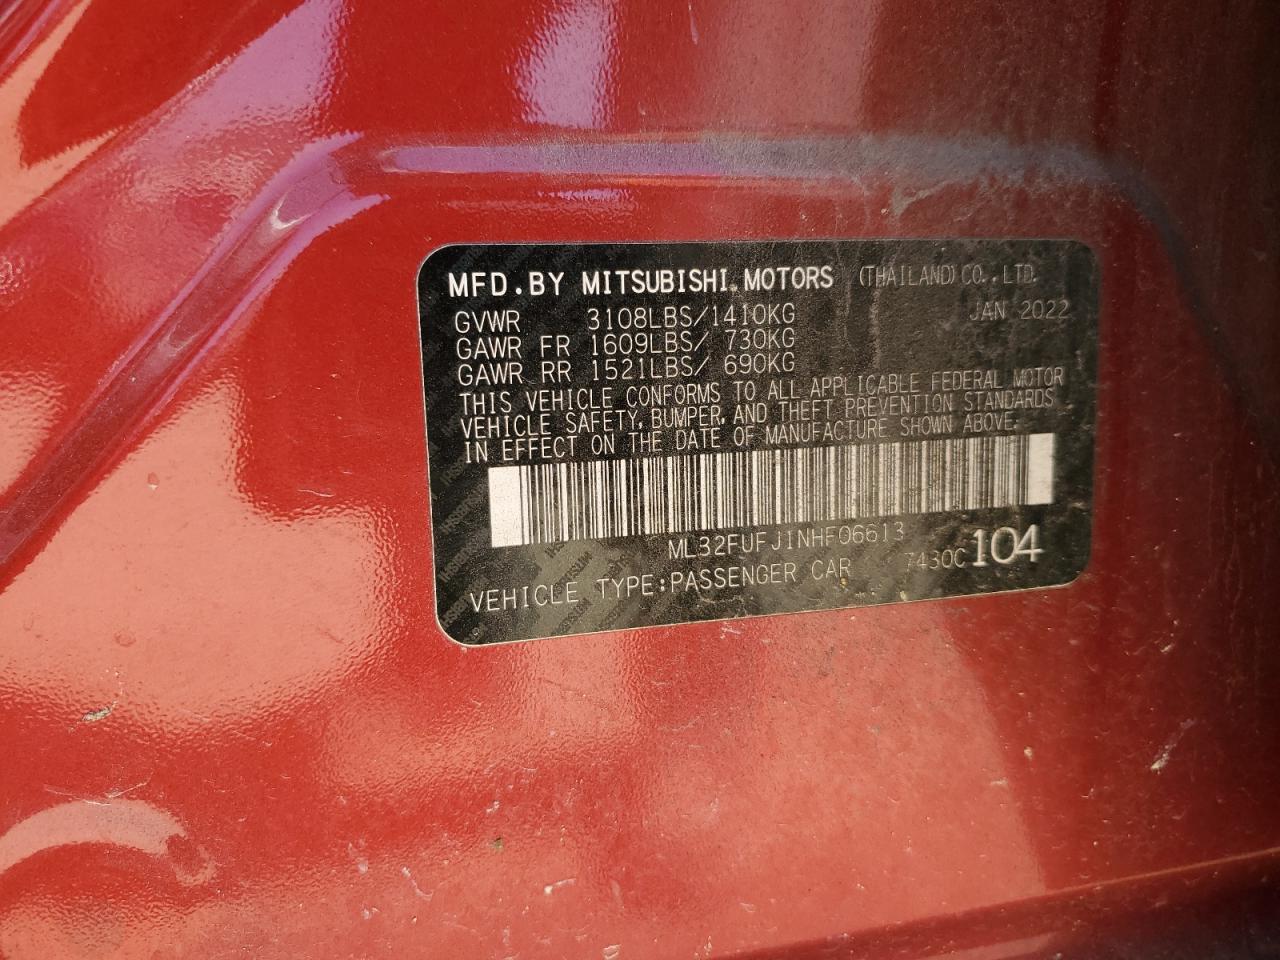 MFD. BY MITSUBISHI MOTORS (THAILAND) CO., LTD.
GVWR 3108LBS/1410KG JAN 2022
GAWR FR 1609LBS/ 730KG
GAWR RR 1521LBS/ 690KG
THIS VEHICLE CONFORMS TO ALL APPLICABLE FEDERAL MOTOR
VEHICLE SAFETY, BUMPER, AND THEFT PREVENTION STANDARDS
IN EFFECT ON THE DATE OF MANUFACTURE SHOWN ABOVE.
ML32FUFJ1NHF06613
VEHICLE TYPE:PASSENGER CAR 7430C 104